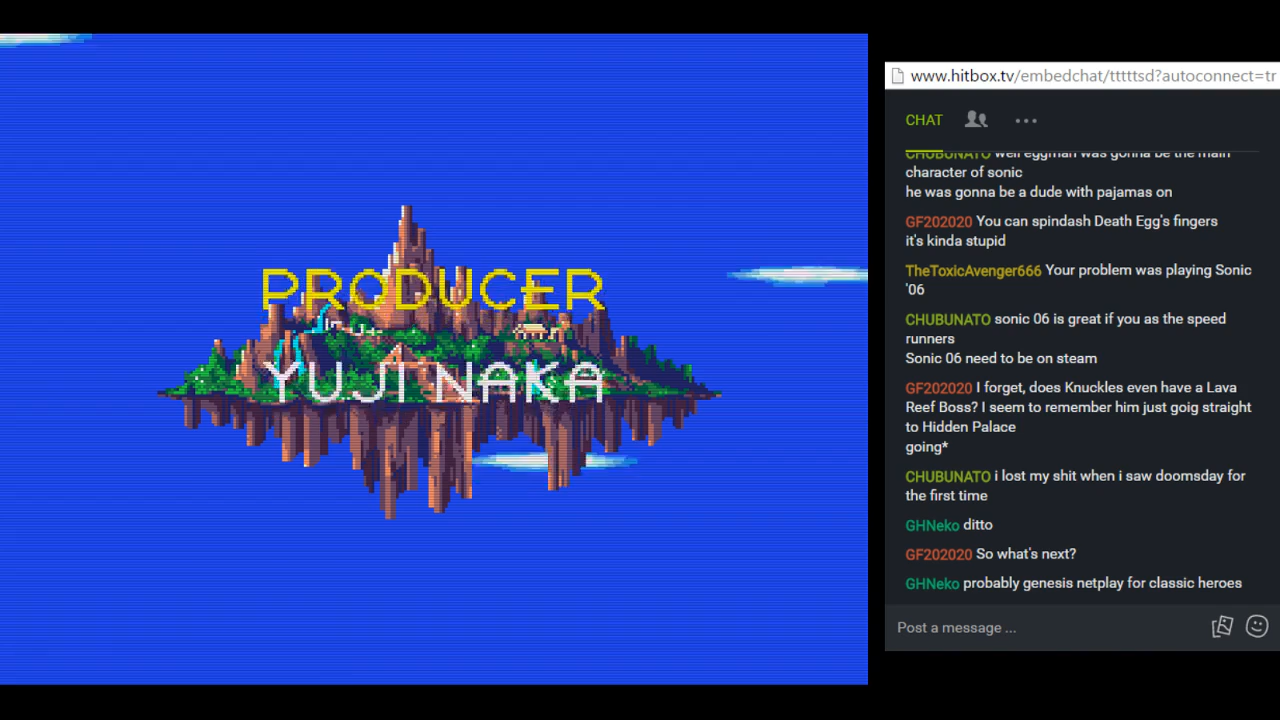 PRODUCER
YUJI NAKA
www.hitbox.tv/embedchat/tttttsd?autoconnect=tr
CHAT
CHUBUNATO well eggman was gonna be the main
character of sonic
he was gonna be a dude with pajamas on
GF202020 You can spindash Death Egg's fingers
it's kinda stupid
TheToxicAvenger666 Your problem was playing Sonic
'06
CHUBUNATO sonic 06 is great if you as the speed
runners
Sonic 06 need to be on steam
GF202020 I forget, does Knuckles even have a Lava
Reef Boss? I seem to remember him just goig straight
to Hidden Palace
going*
CHUBUNATO i lost my shit when i saw doomsday for
the first time
GHNeko ditto
GF202020 So what's next?
GHNeko probably genesis netplay for classic heroes
Post a message ...